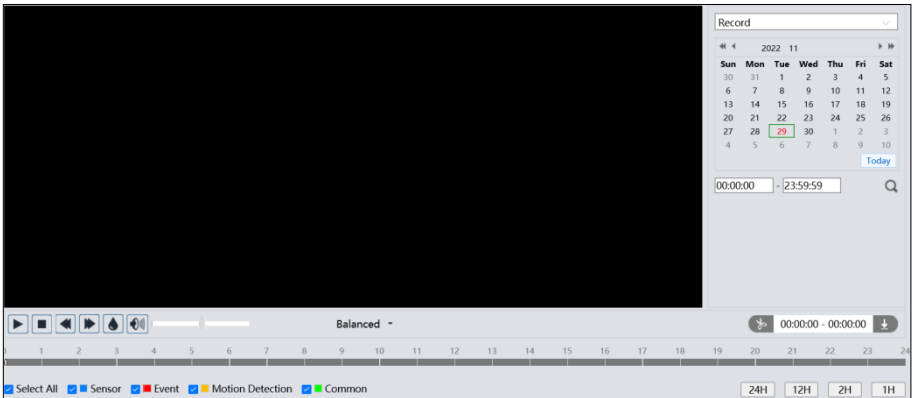 Record
2022 11
Sun Mon Tue Wed Thu Fri Sat
30 31 1 2 3 4 5
6 7 8 9 10 11 12
13 14 15 16 17 18 19
20 21 22 23 24 25 26
27 28 29 30 1 2 3
4 5 6 7 8 9 10
Today
00:00:00 - 23:59:59
Balanced
00:00:00 - 00:00:00
0 1 2 3 4 5 6 7 8 9 10 11 12 13 14 15 16 17 18 19 20 21 22 23 24
Select All Sensor Event Motion Detection Common
24H 12H 2H 1H